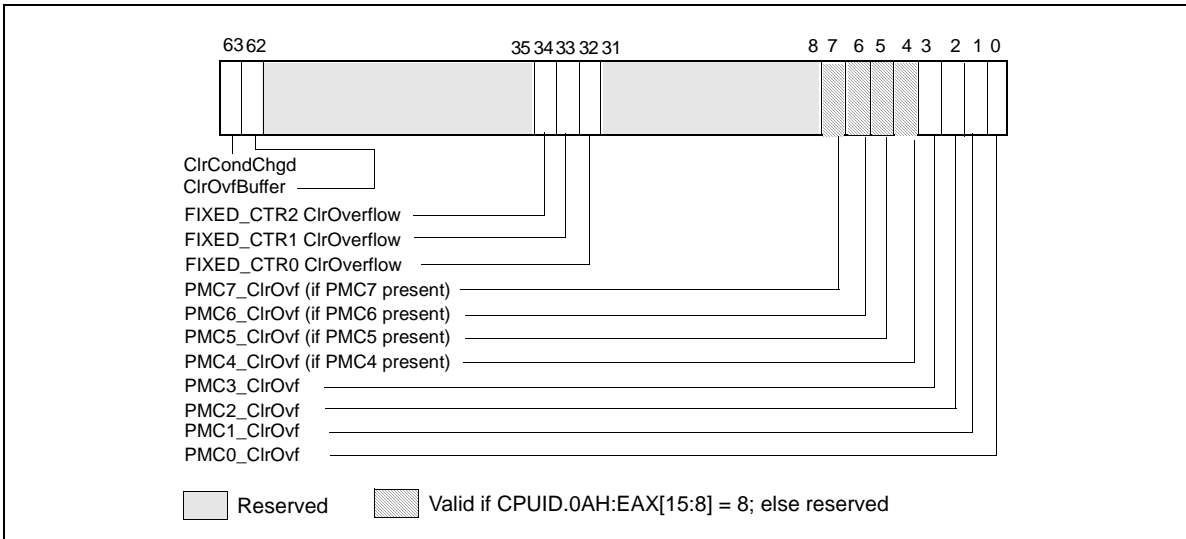 63 62 35 34 33 32 31 8 7 6 5 4 3 2 1 0
ClrCondChgd
ClrOvfBuffer
FIXED_CTR2 ClrOverflow
FIXED_CTR1 ClrOverflow
FIXED_CTR0 ClrOverflow
PMC7_ClrOvf (if PMC7 present)
PMC6_ClrOvf (if PMC6 present)
PMC5_ClrOvf (if PMC5 present)
PMC4_ClrOvf (if PMC4 present)
PMC3_ClrOvf
PMC2_ClrOvf
PMC1_ClrOvf
PMC0_ClrOvf
Reserved Valid if CPUID.0AH:EAX[15:8] = 8; else reserved